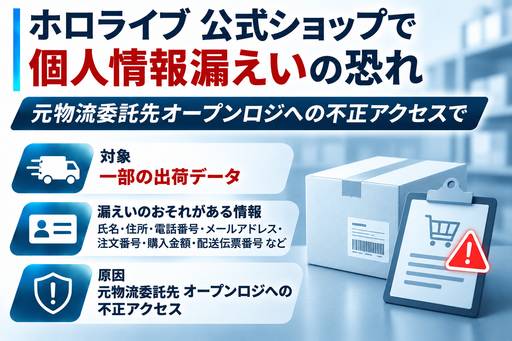 ホロライブ 公式ショップで
個人情報漏えいの恐れ
元物流委託先オープンロジへの不正アクセスで
対象
一部の出荷データ
漏えいのおそれがある情報
氏名・住所・電話番号・メールアドレス・
注文番号・購入金額・配送伝票番号 など
原因
元物流委託先 オープンロジへの
不正アクセス